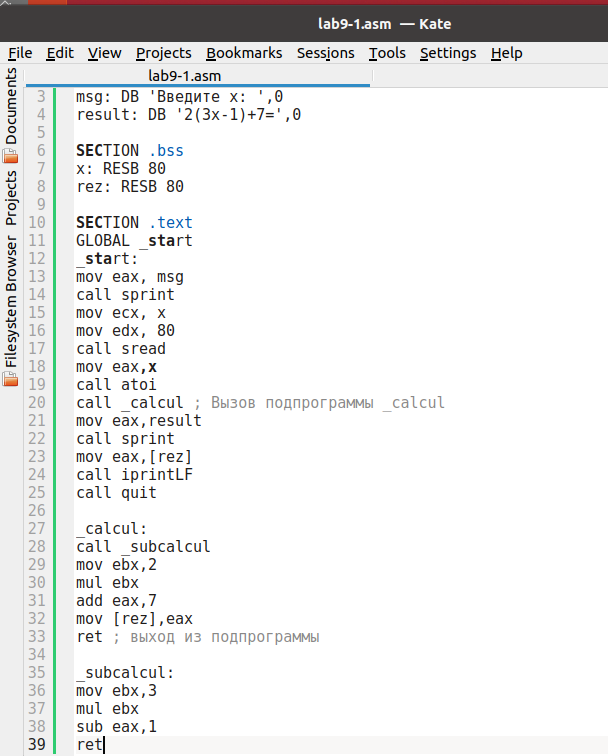 lab9-1.asm — Kate
File Edit View Projects Bookmarks Sessions Tools Settings Help
lab9-1.asm
Documents
Projects
Filesystem Browser
3 msg: DB 'Введите x: ',0
4 result: DB '2(3x-1)+7=',0
5
6 SECTION .bss
7 x: RESB 80
8 rez: RESB 80
9
10 SECTION .text
11 GLOBAL _start
12 _start:
13 mov eax, msg
14 call sprint
15 mov ecx, x
16 mov edx, 80
17 call sread
18 mov eax,x
19 call atoi
20 call _calcul ; Вызов подпрограммы _calcul
21 mov eax,result
22 call sprint
23 mov eax,[rez]
24 call iprintLF
25 call quit
26
27 _calcul:
28 call _subcalcul
29 mov ebx,2
30 mul ebx
31 add eax,7
32 mov [rez],eax
33 ret ; выход из подпрограммы
34
35 _subcalcul:
36 mov ebx,3
37 mul ebx
38 sub eax,1
39 ret